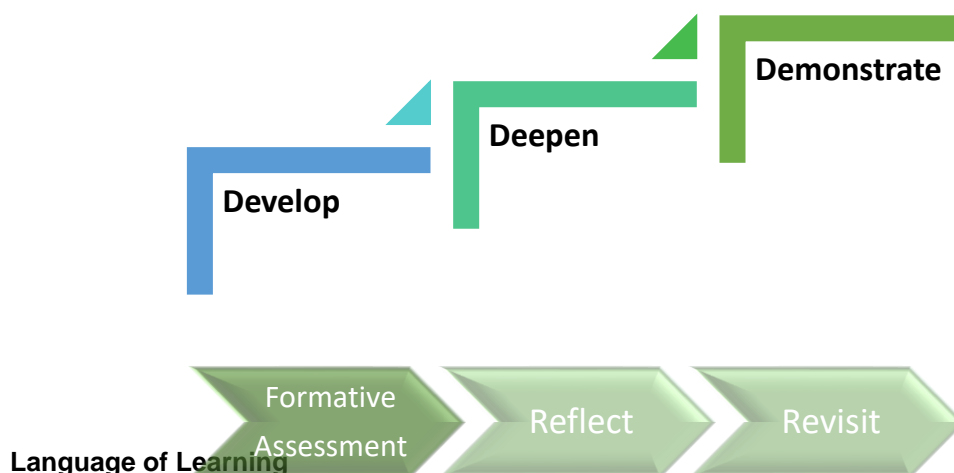 Demonstrate
Deepen
Develop
Formative
Assessment
Reflect
Revisit
Language of Learning